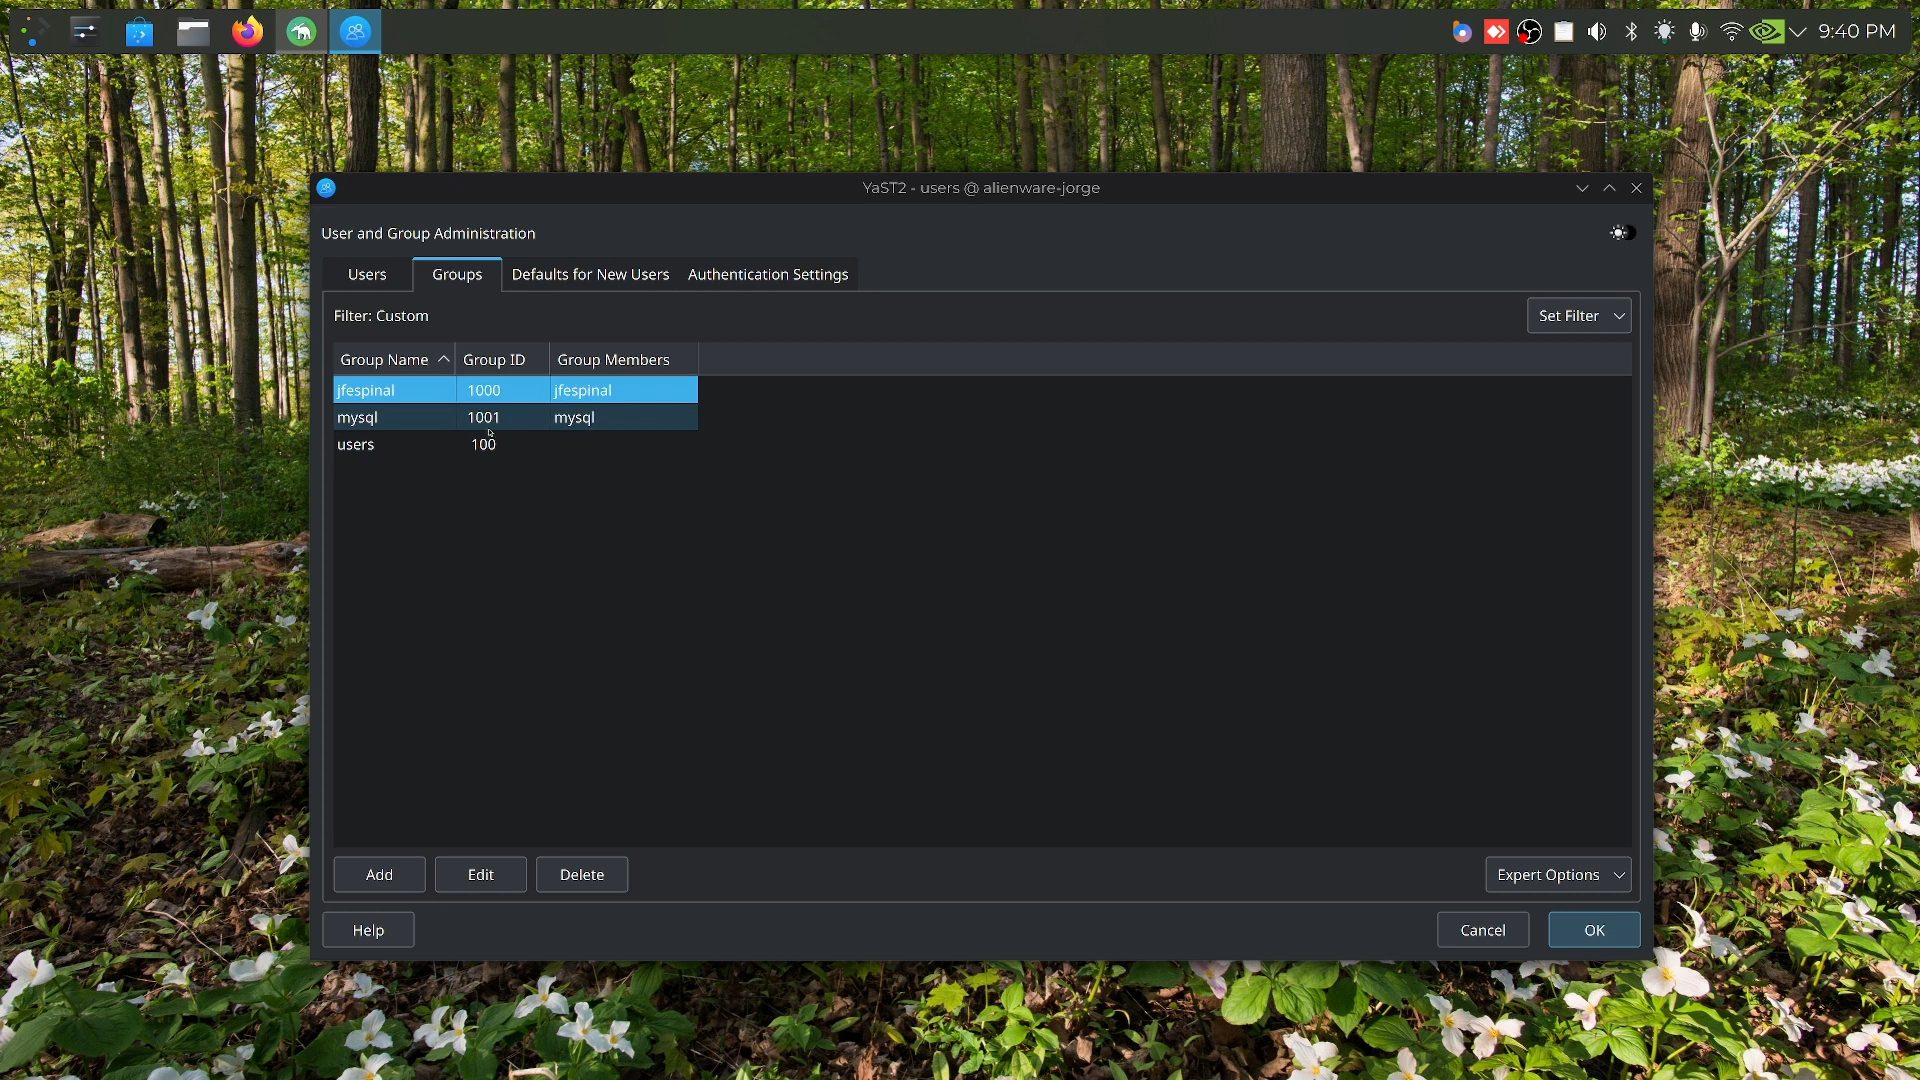 9:40 PM
YaST2 - users @ alienware-jorge
User and Group Administration
Users Groups Defaults for New Users Authentication Settings
Filter: Custom Set Filter
Group Name Group ID Group Members
jfespinal 1000 jfespinal
mysql 1001 mysql
users 100
Add Edit Delete Expert Options
Help Cancel OK